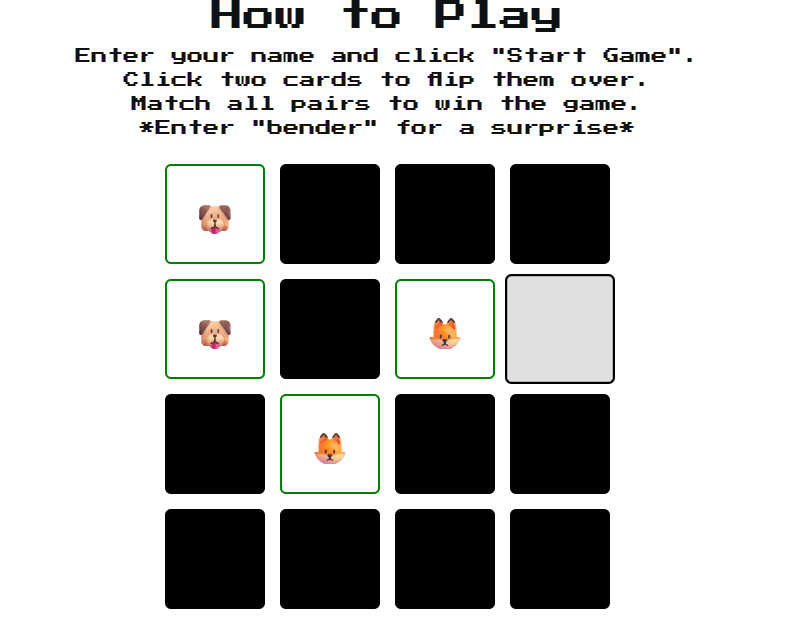 How to Play
Enter your name and click "Start Game".
Click two cards to flip them over.
Match all pairs to win the game.
*Enter "bender" for a surprise*